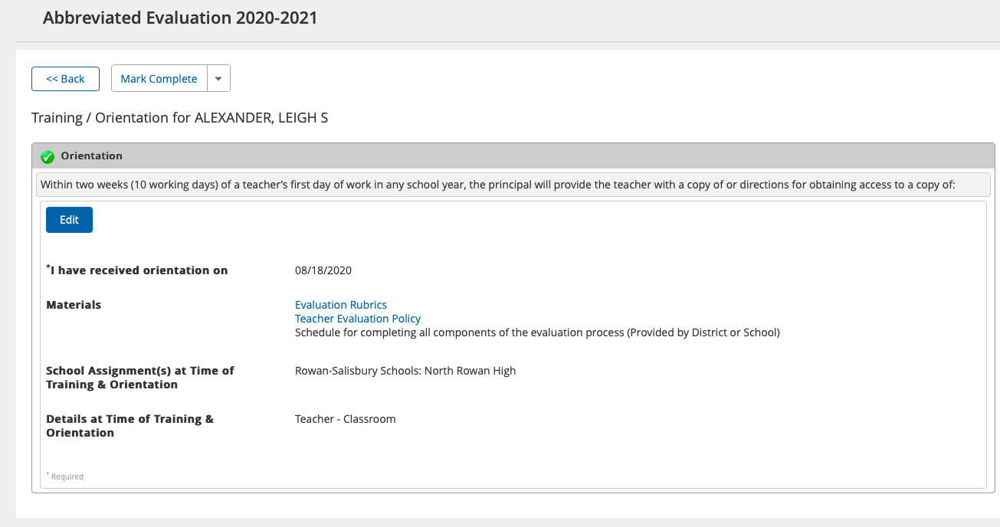 Abbreviated Evaluation 2020-2021
<< Back
Mark Complete
Training / Orientation for ALEXANDER, LEIGH S
Orientation
Within two weeks (10 working days) of a teacher’s first day of work in any school year, the principal will provide the teacher with a copy of or directions for obtaining access to a copy of:
Edit
*I have received orientation on 08/18/2020
Materials Evaluation Rubrics
Teacher Evaluation Policy
Schedule for completing all components of the evaluation process (Provided by District or School)
School Assignment(s) at Time of
Training & Orientation
Rowan-Salisbury Schools: North Rowan High
Details at Time of Training &
Orientation
Teacher - Classroom
* Required